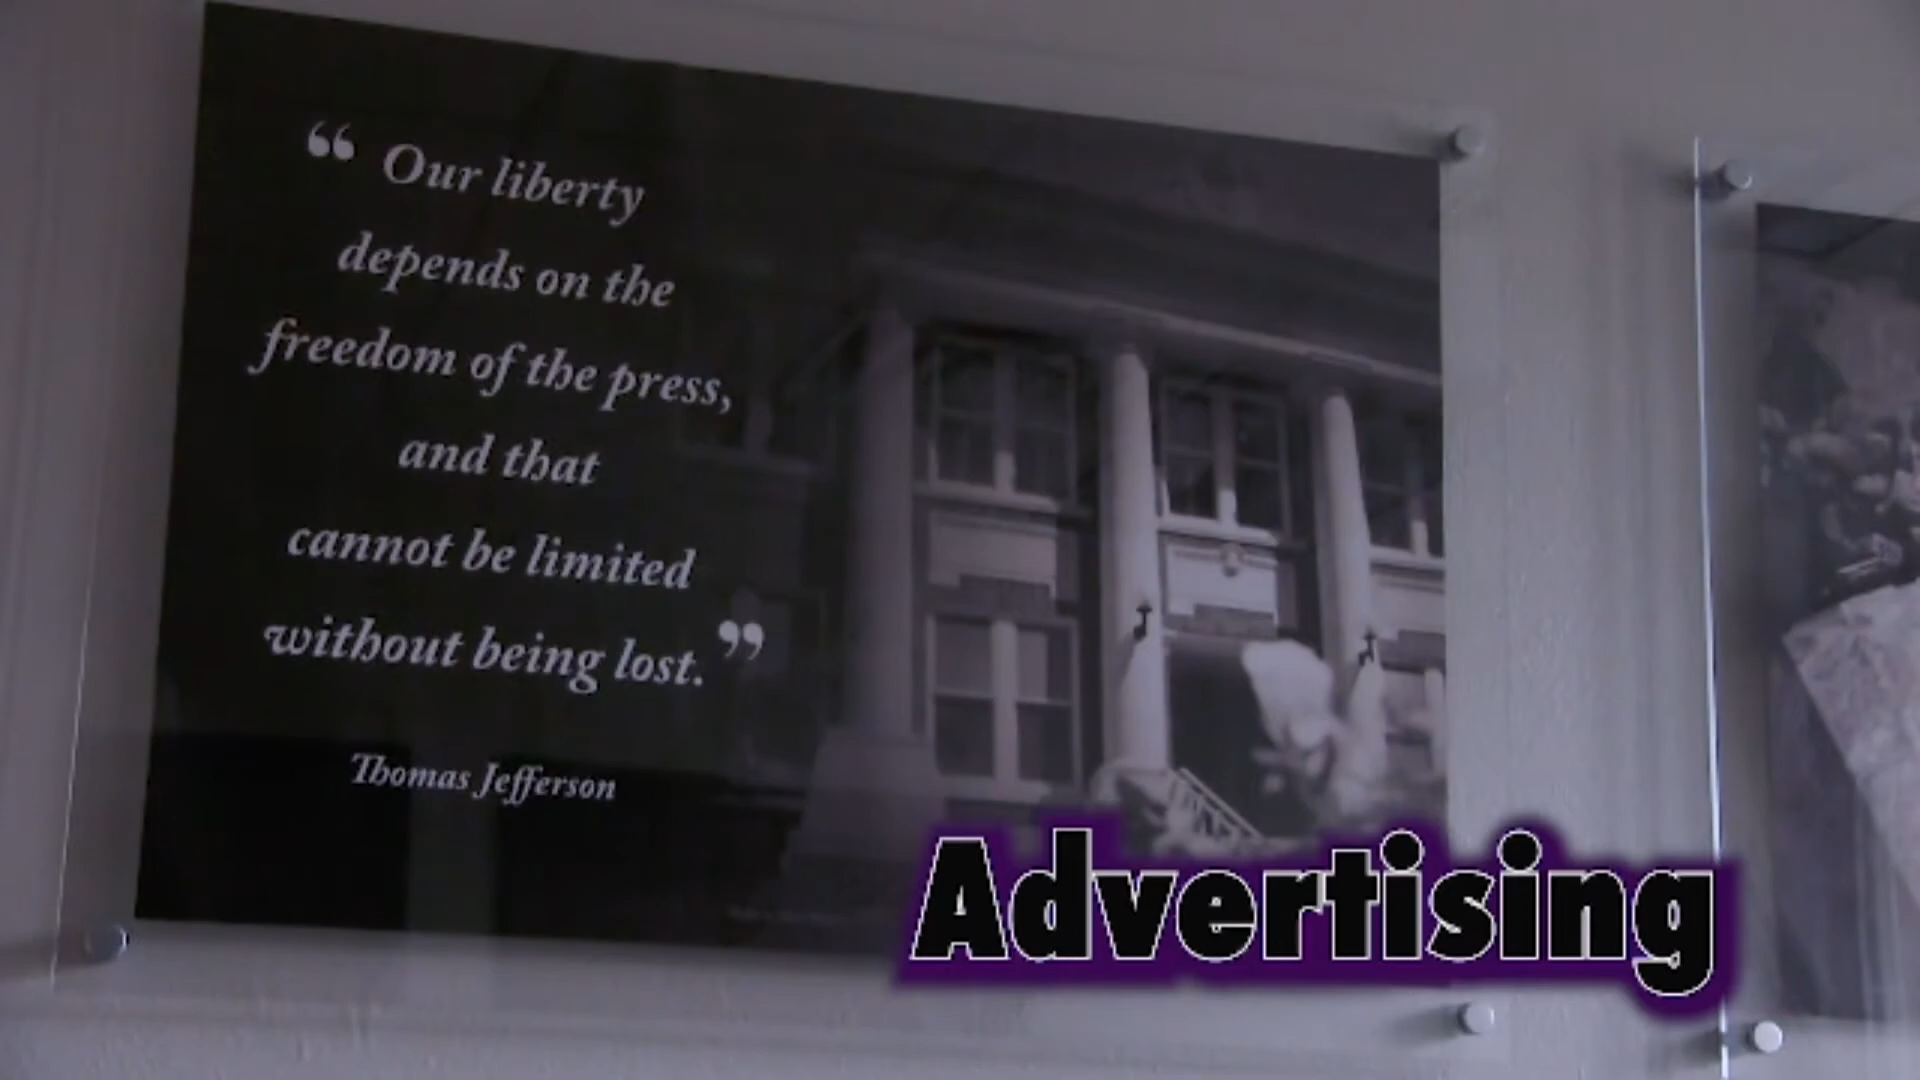 “ Our liberty
depends on the
freedom of the press,
and that
cannot be limited
without being lost. ”
Thomas Jefferson
Advertising